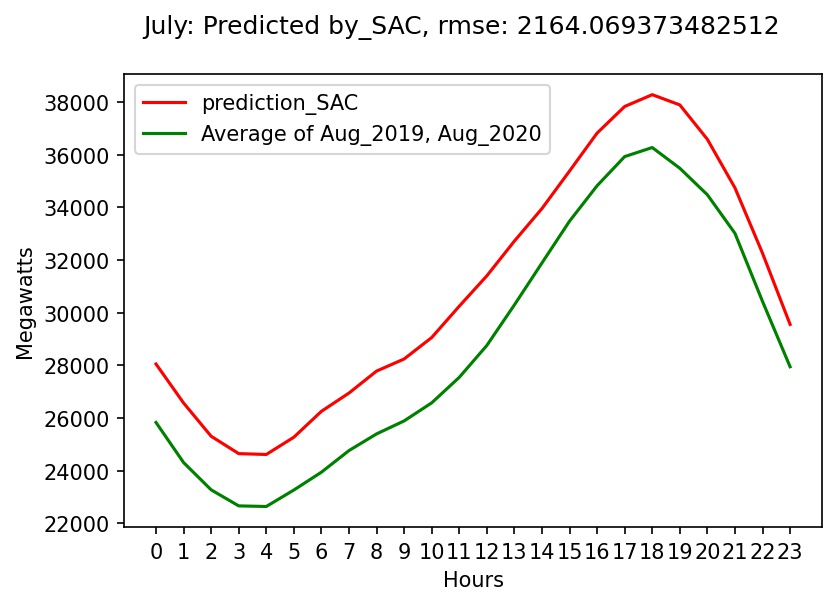 July: Predicted by_SAC, rmse: 2164.069373482512
prediction_SAC
Average of Aug_2019, Aug_2020
38000
36000
34000
32000
30000
28000
26000
24000
22000
Megawatts
0 1 2 3 4 5 6 7 8 9 10 11 12 13 14 15 16 17 18 19 20 21 22 23
Hours